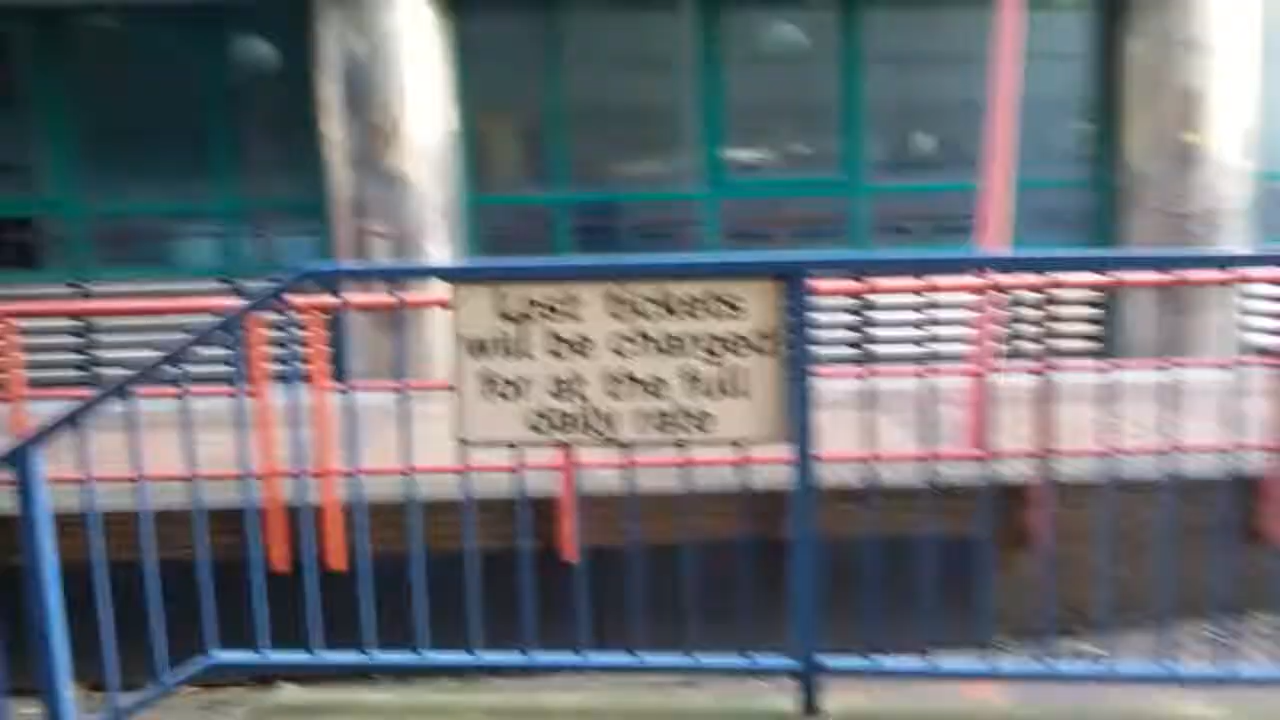 Lost tickets
will be charged
for at the full
daily rate